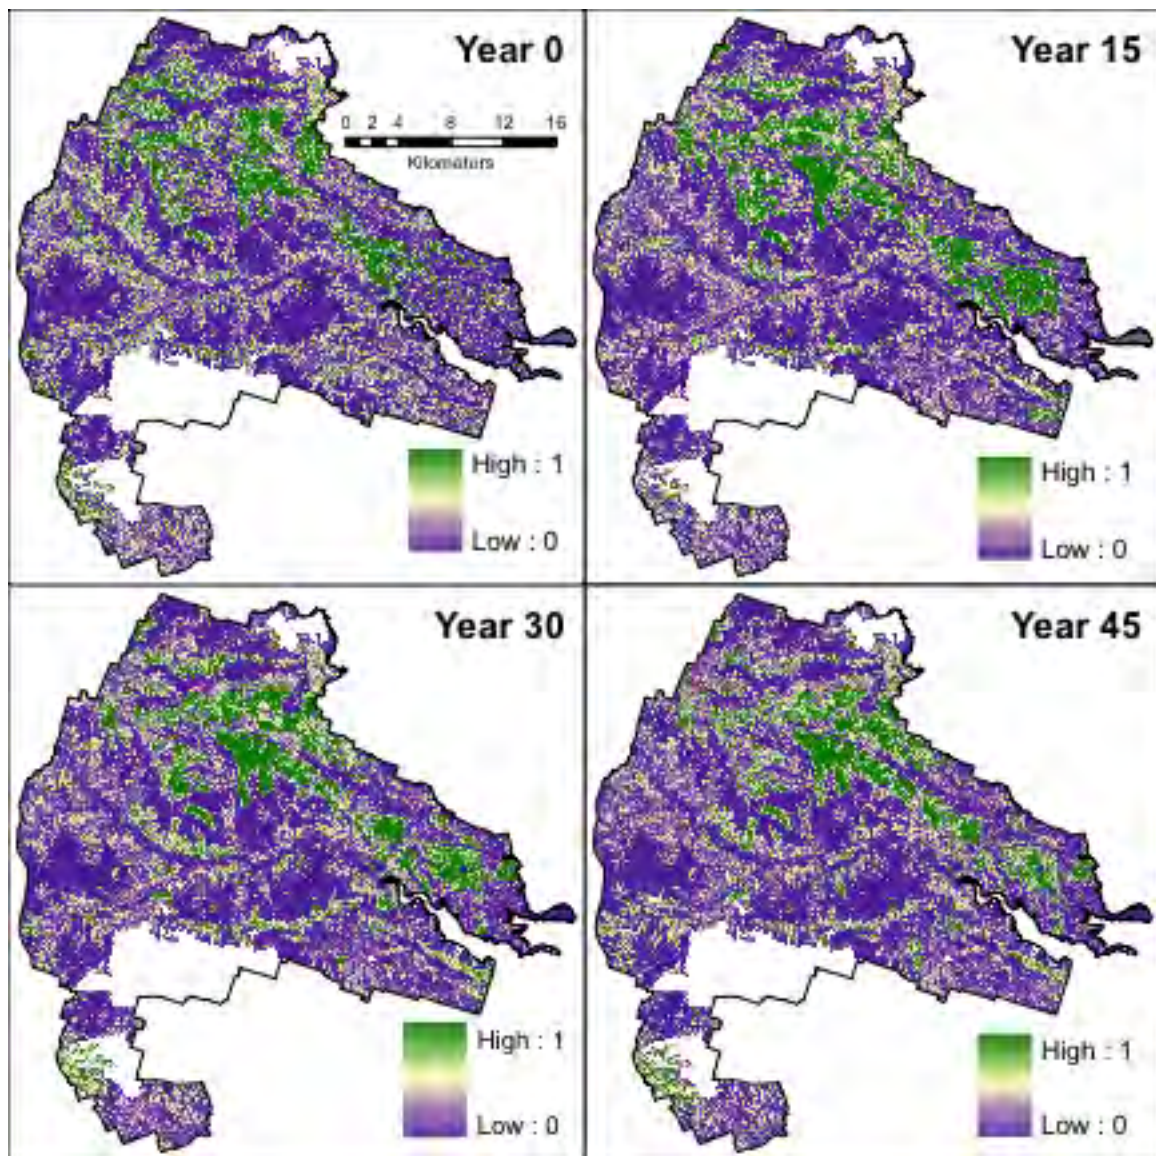 Year 0
0 2 4 8 12 16
Kilometers
High : 1
Low : 0
Year 15
High : 1
Low : 0
Year 30
High : 1
Low : 0
Year 45
High : 1
Low : 0